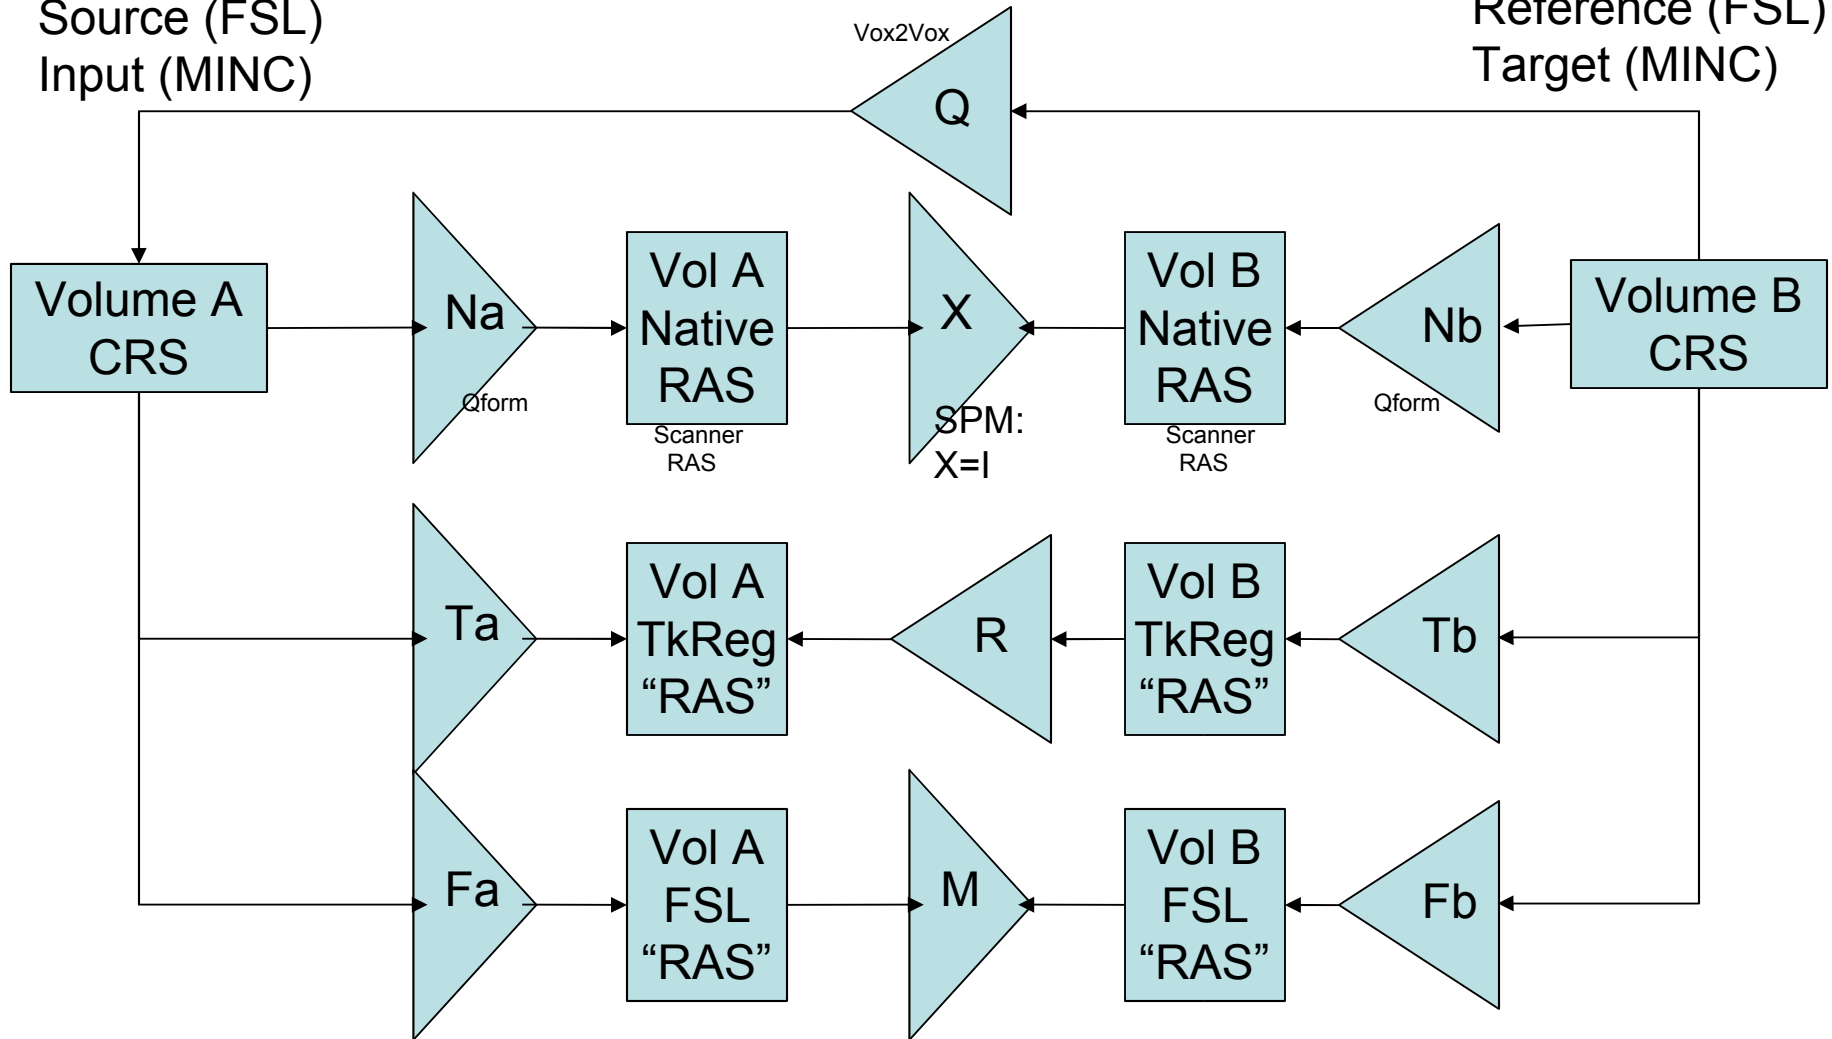 Source (FSL)
Input (MINC)
Vox2Vox
Reference (FSL)
Target (MINC)
Q
Volume A
CRS
Na
Qform
Vol A
Native
RAS
Scanner
RAS
X
SPM:
X=I
Vol B
Native
RAS
Scanner
RAS
Nb
Qform
Volume B
CRS
Ta
Vol A
TkReg
“RAS”
R
Vol B
TkReg
“RAS”
Tb
Fa
Vol A
FSL
“RAS”
M
Vol B
FSL
“RAS”
Fb